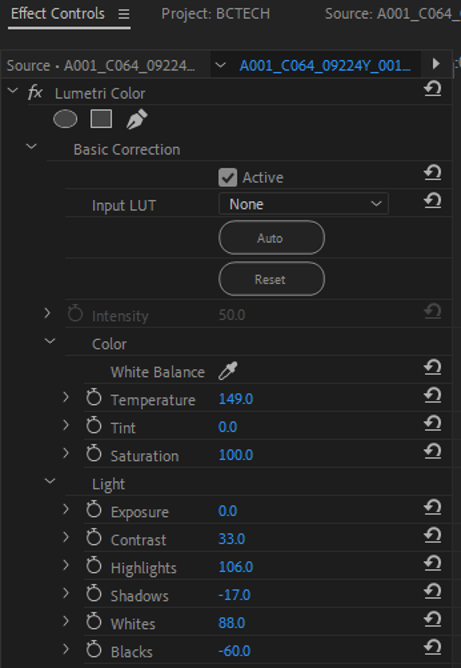 Effect Controls Project: BCTECH Source: A001_C064_
Source • A001_C064_09224... A001_C064_09224Y_001...
fx Lumetri Color
Basic Correction
Active
Input LUT None
Auto
Reset
Intensity 50.0
Color
White Balance
Temperature 149.0
Tint 0.0
Saturation 100.0
Light
Exposure 0.0
Contrast 33.0
Highlights 106.0
Shadows -17.0
Whites 88.0
Blacks -60.0